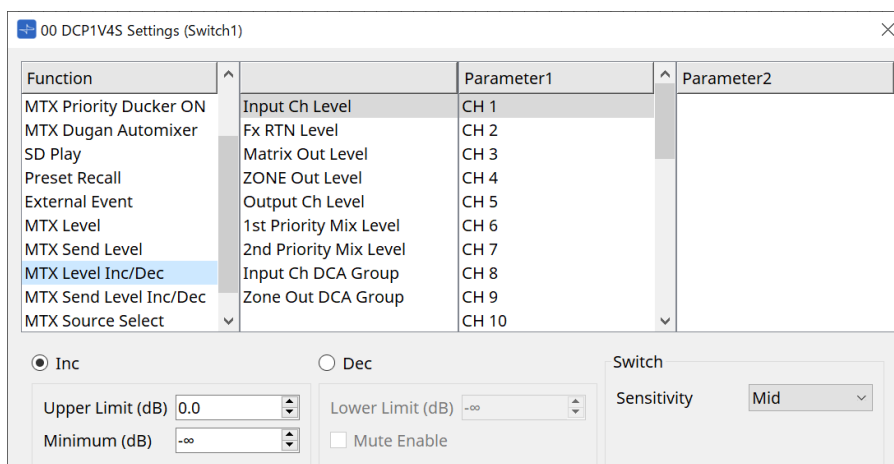 00 DCP1V4S Settings (Switch1)
Function Parameter1 Parameter2
MTX Priority Ducker ON Input Ch Level CH 1
MTX Dugan Automixer Fx RTN Level CH 2
SD Play Matrix Out Level CH 3
Preset Recall ZONE Out Level CH 4
External Event Output Ch Level CH 5
MTX Level 1st Priority Mix Level CH 6
MTX Send Level 2nd Priority Mix Level CH 7
MTX Level Inc/Dec Input Ch DCA Group CH 8
MTX Send Level Inc/Dec Zone Out DCA Group CH 9
MTX Source Select CH 10
Inc Dec Switch
Upper Limit (dB) 0.0 Lower Limit (dB) -∞ Sensitivity Mid
Minimum (dB) -∞ Mute Enable